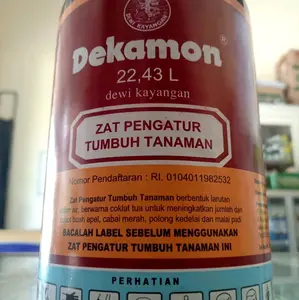 DEWI KAYANGAN
Dekamon®
22,43 L
dewi kayangan
ZAT PENGATUR
TUMBUH TANAMAN
Nomor Pendaftaran : RI. 0104011982532
Zat Pengatur Tumbuh Tanaman berbentuk larutan
air, berwarna coklat tua untuk meningkatkan jumlah dan
buah apel, cabai merah, polong kedelai dan malai padi.
BACALAH LABEL SEBELUM MENGGUNAKAN
ZAT PENGATUR TUMBUH TANAMAN INI
PERHATIAN